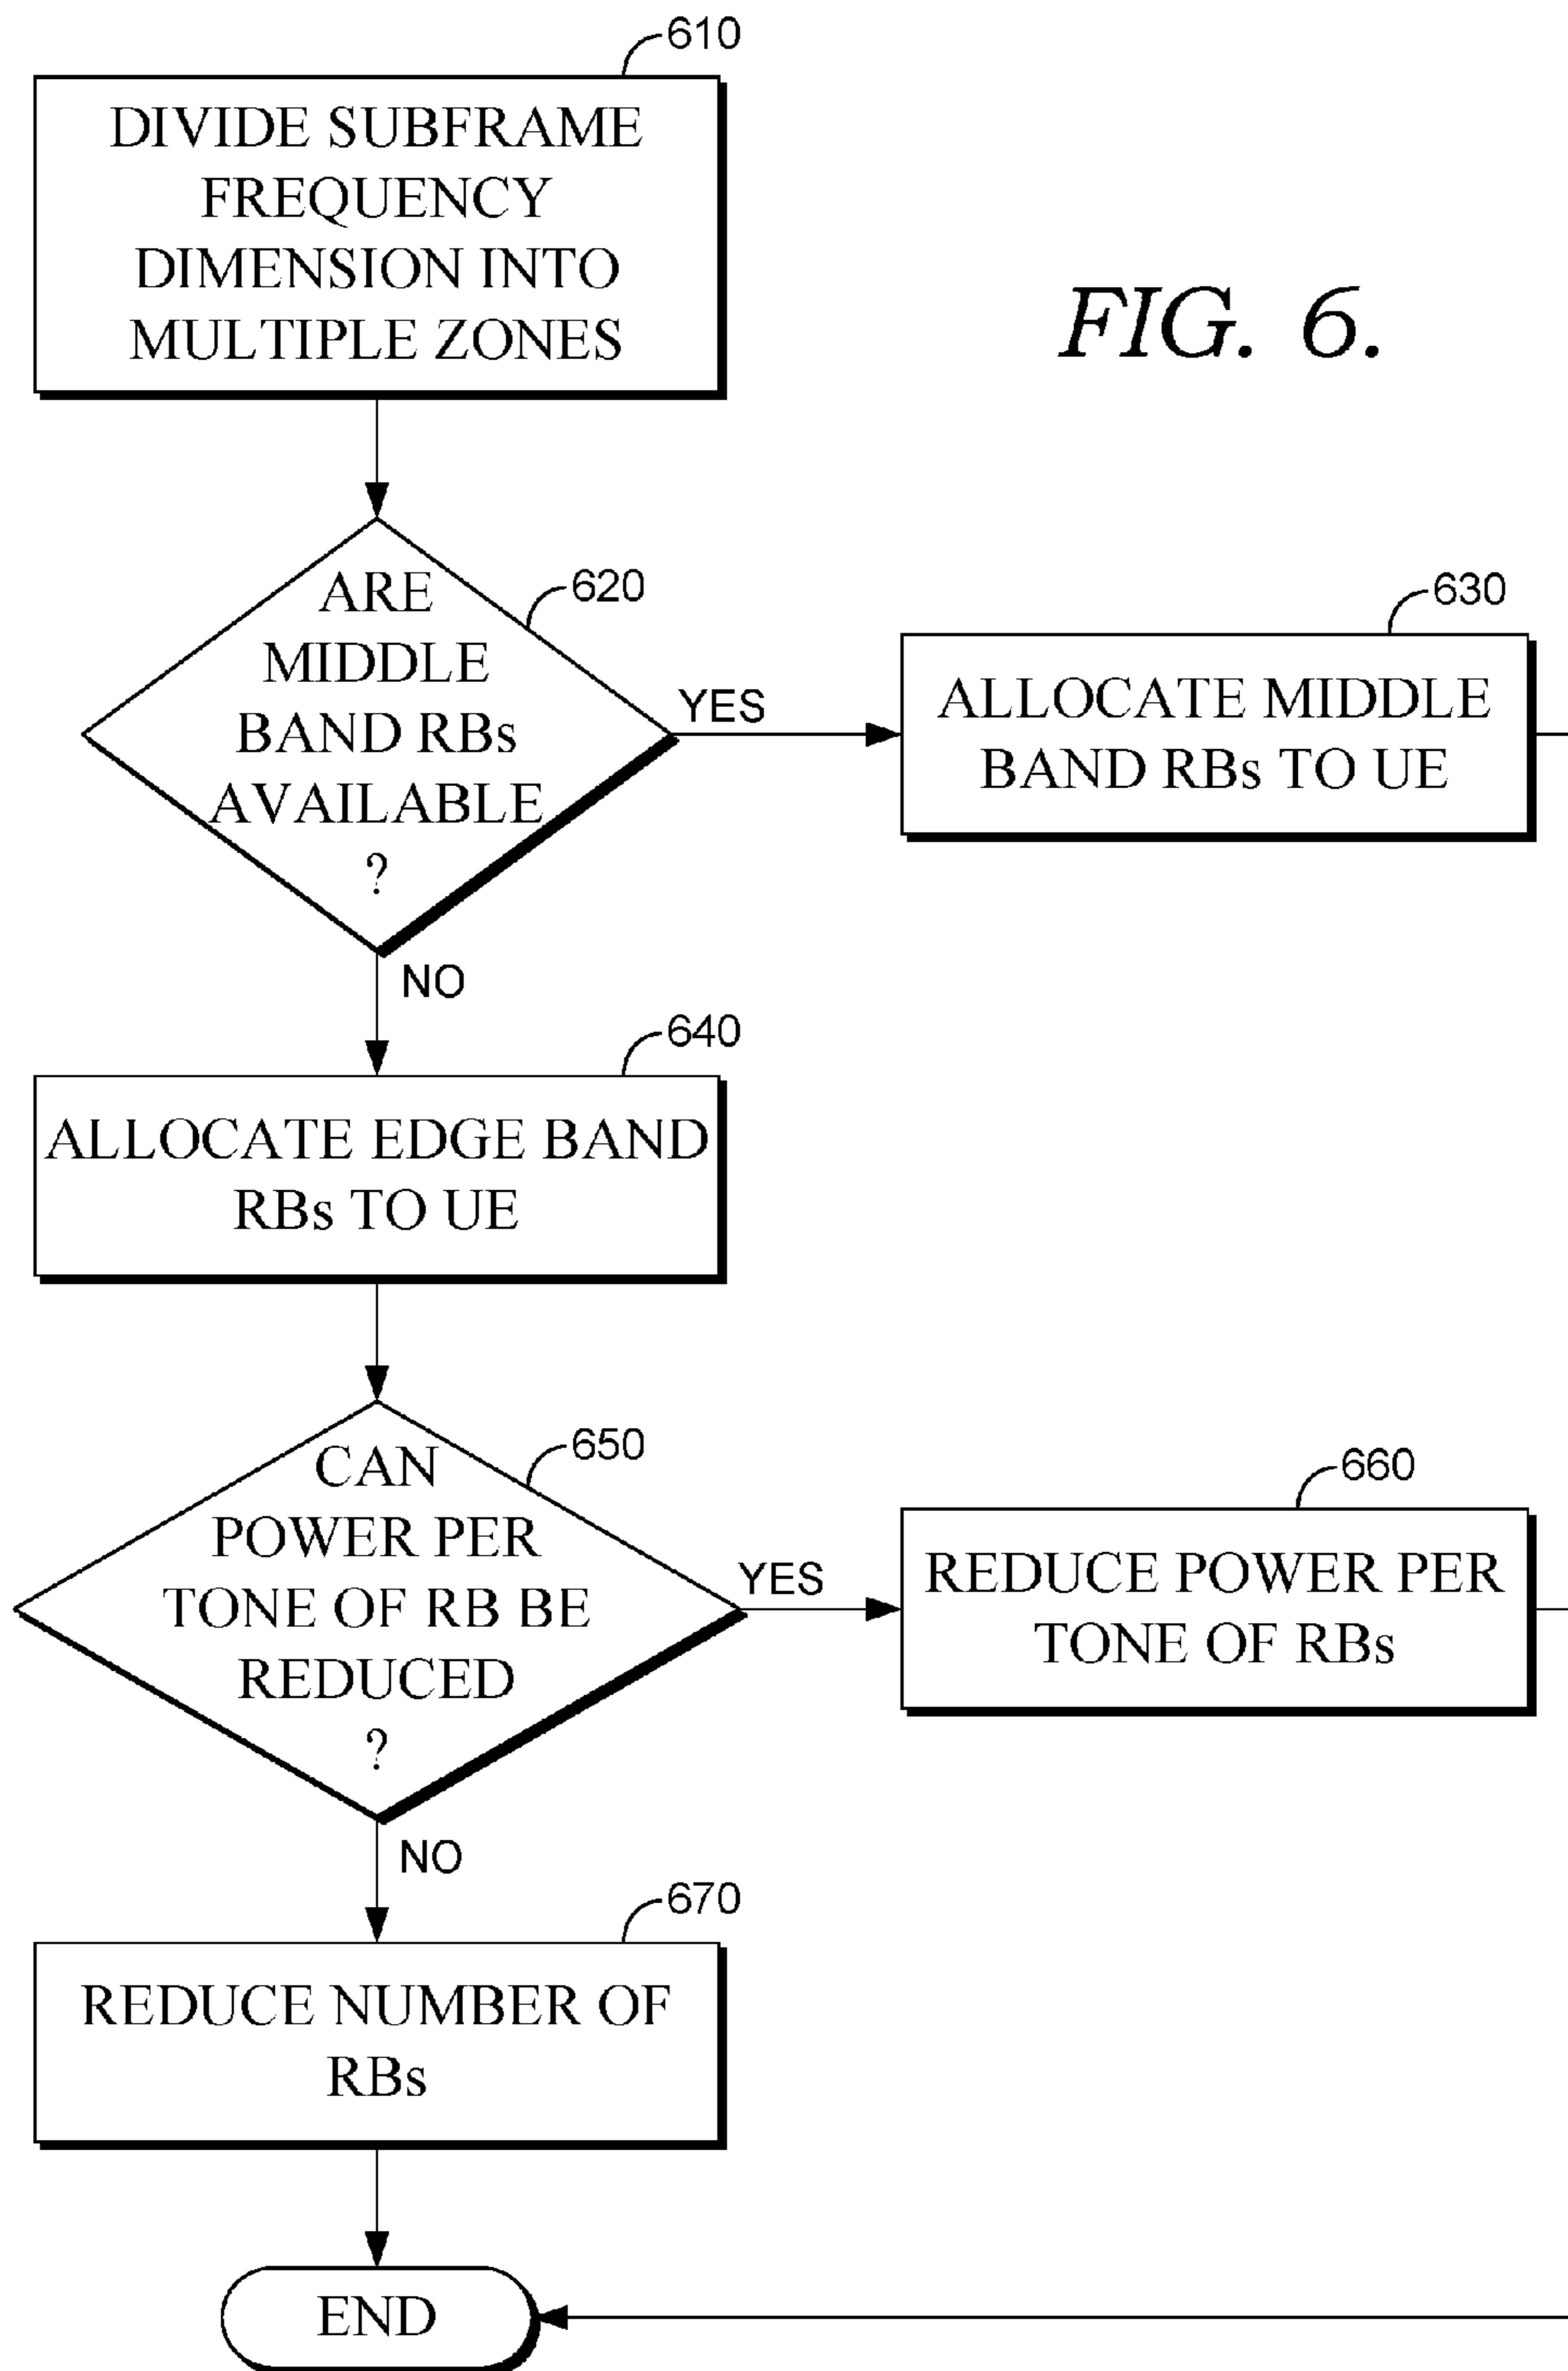 610
DIVIDE SUBFRAME
FREQUENCY
DIMENSION INTO
MULTIPLE ZONES
FIG. 6.
620
ARE
MIDDLE
BAND RBs
AVAILABLE
?
YES
630
ALLOCATE MIDDLE
BAND RBs TO UE
NO
640
ALLOCATE EDGE BAND
RBs TO UE
650
CAN
POWER PER
TONE OF RB BE
REDUCED
?
YES
660
REDUCE POWER PER
TONE OF RBs
NO
670
REDUCE NUMBER OF
RBs
END